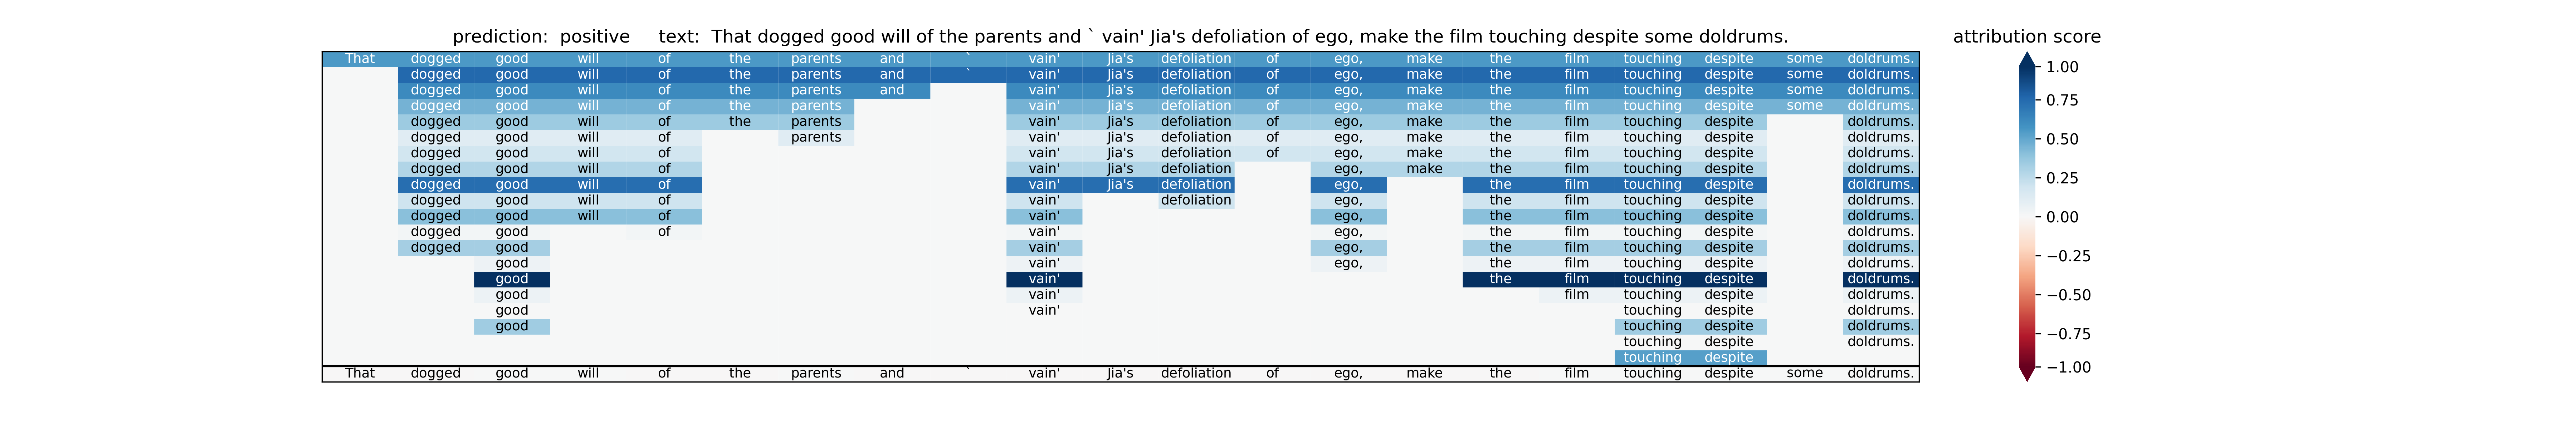 prediction:  positive     text:  That dogged good will of the parents and ` vain' Jia's defoliation of ego, make the film touching despite some doldrums.
attribution score
That dogged good will of the parents and ` vain' Jia's defoliation of ego, make the film touching despite some doldrums.
dogged good will of the parents and ` vain' Jia's defoliation of ego, make the film touching despite some doldrums.
dogged good will of the parents and vain' Jia's defoliation of ego, make the film touching despite some doldrums.
dogged good will of the parents vain' Jia's defoliation of ego, make the film touching despite some doldrums.
dogged good will of the parents vain' Jia's defoliation of ego, make the film touching despite doldrums.
dogged good will of parents vain' Jia's defoliation of ego, make the film touching despite doldrums.
dogged good will of vain' Jia's defoliation of ego, make the film touching despite doldrums.
dogged good will of vain' Jia's defoliation ego, make the film touching despite doldrums.
dogged good will of vain' Jia's defoliation ego, the film touching despite doldrums.
dogged good will of vain' defoliation ego, the film touching despite doldrums.
dogged good will of vain' ego, the film touching despite doldrums.
dogged good of vain' ego, the film touching despite doldrums.
dogged good vain' ego, the film touching despite doldrums.
good vain' ego, the film touching despite doldrums.
good vain' the film touching despite doldrums.
good vain' film touching despite doldrums.
good vain' touching despite doldrums.
good touching despite doldrums.
touching despite doldrums.
touching despite
That dogged good will of the parents and ` vain' Jia's defoliation of ego, make the film touching despite some doldrums.
1.00
0.75
0.50
0.25
0.00
−0.25
−0.50
−0.75
−1.00